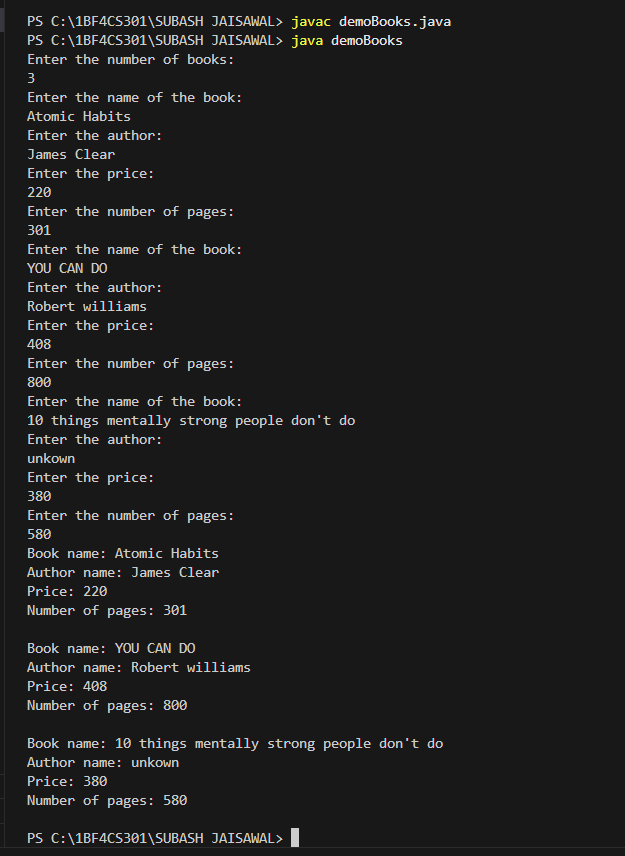 PS C:\1BF4CS301\SUBASH JAISAWAL> javac demoBooks.java
PS C:\1BF4CS301\SUBASH JAISAWAL> java demoBooks
Enter the number of books:
3
Enter the name of the book:
Atomic Habits
Enter the author:
James Clear
Enter the price:
220
Enter the number of pages:
301
Enter the name of the book:
YOU CAN DO
Enter the author:
Robert williams
Enter the price:
408
Enter the number of pages:
800
Enter the name of the book:
10 things mentally strong people don't do
Enter the author:
unkown
Enter the price:
380
Enter the number of pages:
580
Book name: Atomic Habits
Author name: James Clear
Price: 220
Number of pages: 301

Book name: YOU CAN DO
Author name: Robert williams
Price: 408
Number of pages: 800

Book name: 10 things mentally strong people don't do
Author name: unkown
Price: 380
Number of pages: 580

PS C:\1BF4CS301\SUBASH JAISAWAL>